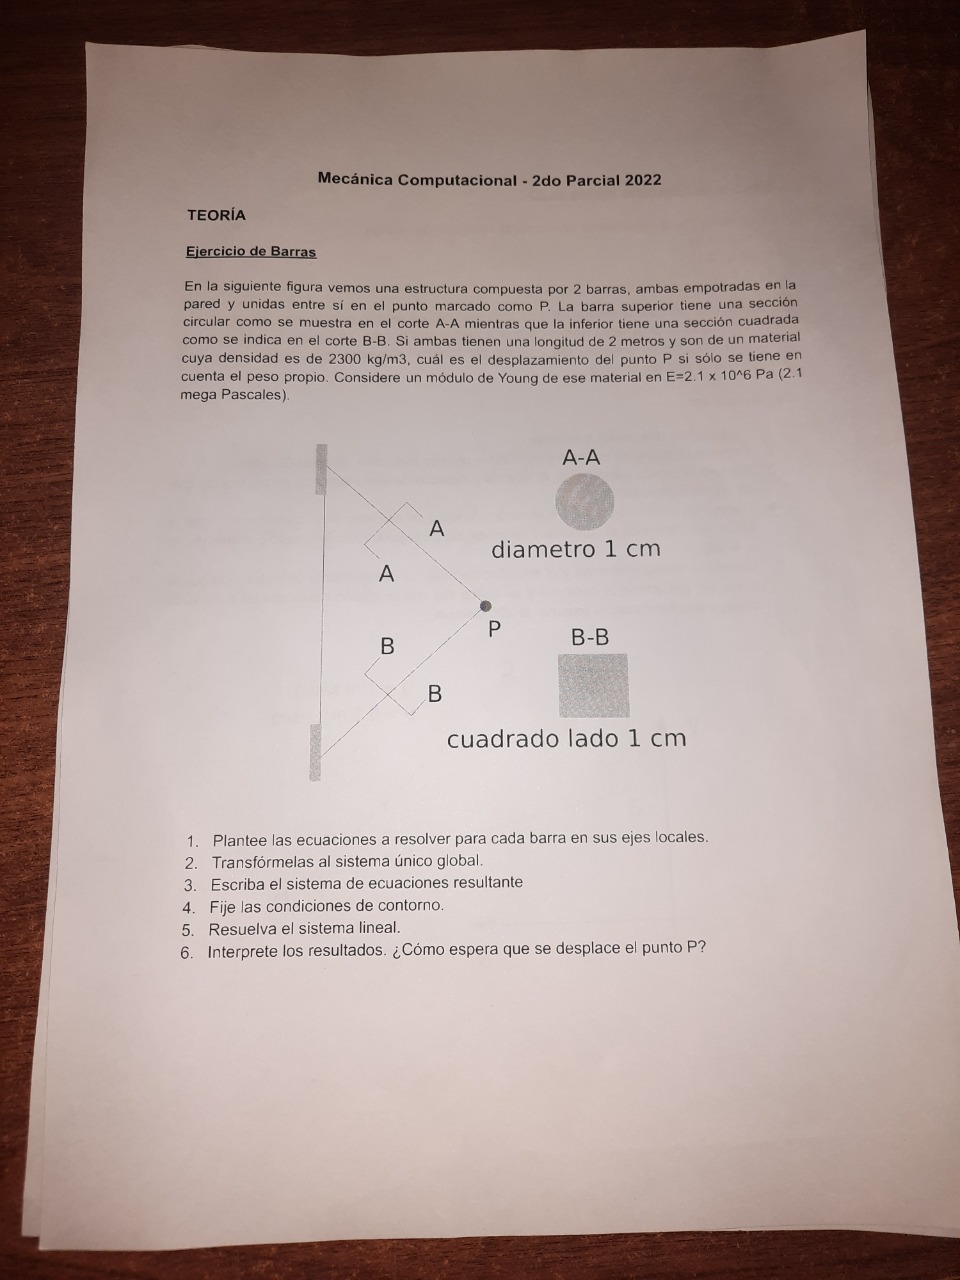 Mecánica Computacional - 2do Parcial 2022
TEORÍA
Ejercicio de Barras
En la siguiente figura vemos una estructura compuesta por 2 barras, ambas empotradas en la
pared y unidas entre sí en el punto marcado como P. La barra superior tiene una sección
circular como se muestra en el corte A-A mientras que la inferior tiene una sección cuadrada
como se indica en el corte B-B. Si ambas tienen una longitud de 2 metros y son de un material
cuya densidad es de 2300 kg/m3, cuál es el desplazamiento del punto P si sólo se tiene en
cuenta el peso propio. Considere un módulo de Young de ese material en E=2.1 x 10^6 Pa (2.1
mega Pascales).
A-A
A
diametro 1 cm
A
P
B-B
B
B
cuadrado lado 1 cm
1. Plantee las ecuaciones a resolver para cada barra en sus ejes locales.
2. Transfórmelas al sistema único global.
3. Escriba el sistema de ecuaciones resultante
4. Fije las condiciones de contorno.
5. Resuelva el sistema lineal.
6. Interprete los resultados. ¿Cómo espera que se desplace el punto P?